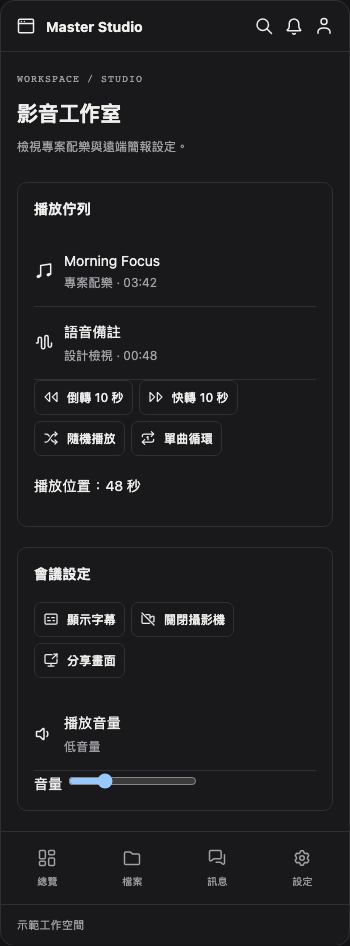 Master Studio
WORKSPACE / STUDIO
影音工作室
檢視專案配樂與遠端簡報設定。
播放佇列
Morning Focus
專案配樂 · 03:42
語音備註
設計檢視 · 00:48
倒轉 10 秒
快轉 10 秒
隨機播放
單曲循環
播放位置：48 秒
會議設定
顯示字幕
關閉攝影機
分享畫面
播放音量
低音量
音量
總覽
檔案
訊息
設定
示範工作空間